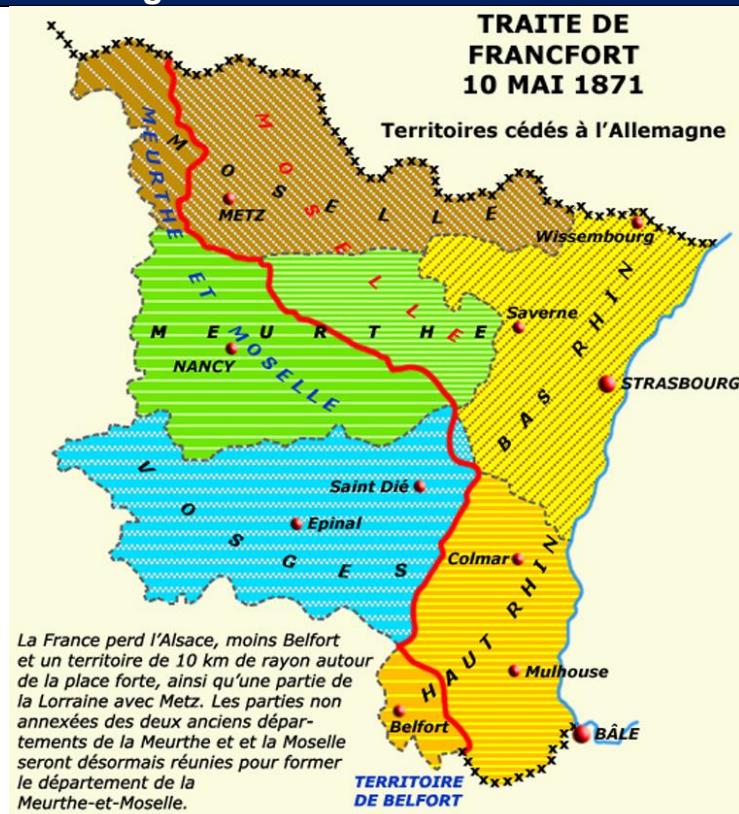 TRAITE DE
FRANCFORT
10 MAI 1871
Territoires cédés à l'Allemagne
MEURTHE
ET
MOSELLE
MOSELLE
MOSELLE
METZ
Wissembourg
Saverne
BAS RHIN
STRASBOURG
MEURTHE
NANCY
VOSGES
Saint Dié
Epinal
Colmar
HAUT RHIN
Mulhouse
Belfort
BÂLE
TERRITOIRE
DE BELFORT
La France perd l'Alsace, moins Belfort
et un territoire de 10 km de rayon autour
de la place forte, ainsi qu'une partie de
la Lorraine avec Metz. Les parties non
annexées des deux anciens dépar-
tements de la Meurthe et et la Moselle
seront désormais réunies pour former
le département de la
Meurthe-et-Moselle.